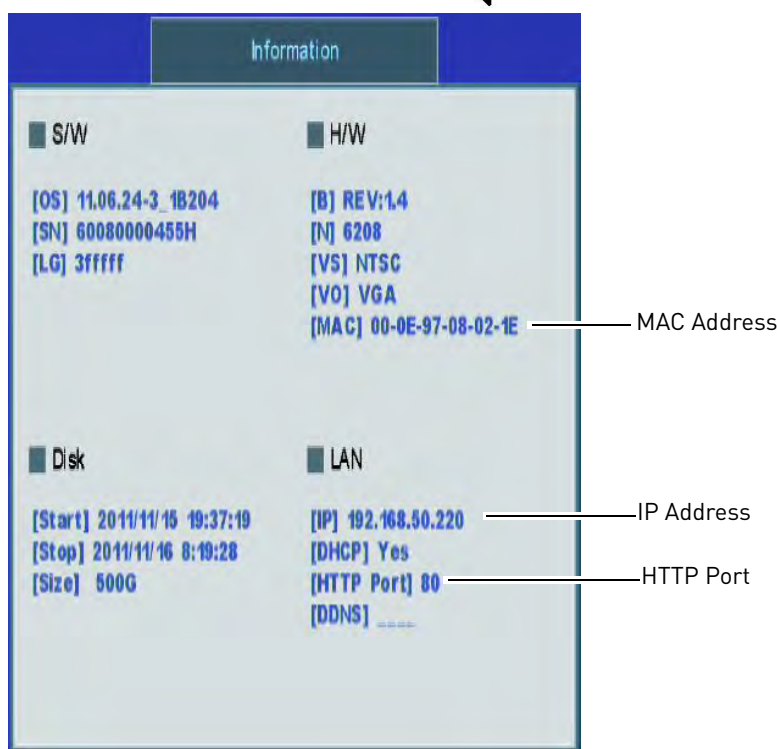 Information
S/W
[OS] 11.06.24-3_1B204
[SN] 60080000455H
[LG] 3fffff
H/W
[B] REV:1.4
[N] 6208
[VS] NTSC
[VO] VGA
[MAC] 00-0E-97-08-02-1E
MAC Address
Disk
[Start] 2011/11/15 19:37:19
[Stop] 2011/11/16 8:19:28
[Size] 500G
LAN
[IP] 192.168.50.220
IP Address
[DHCP] Yes
[HTTP Port] 80
HTTP Port
[DDNS] ____